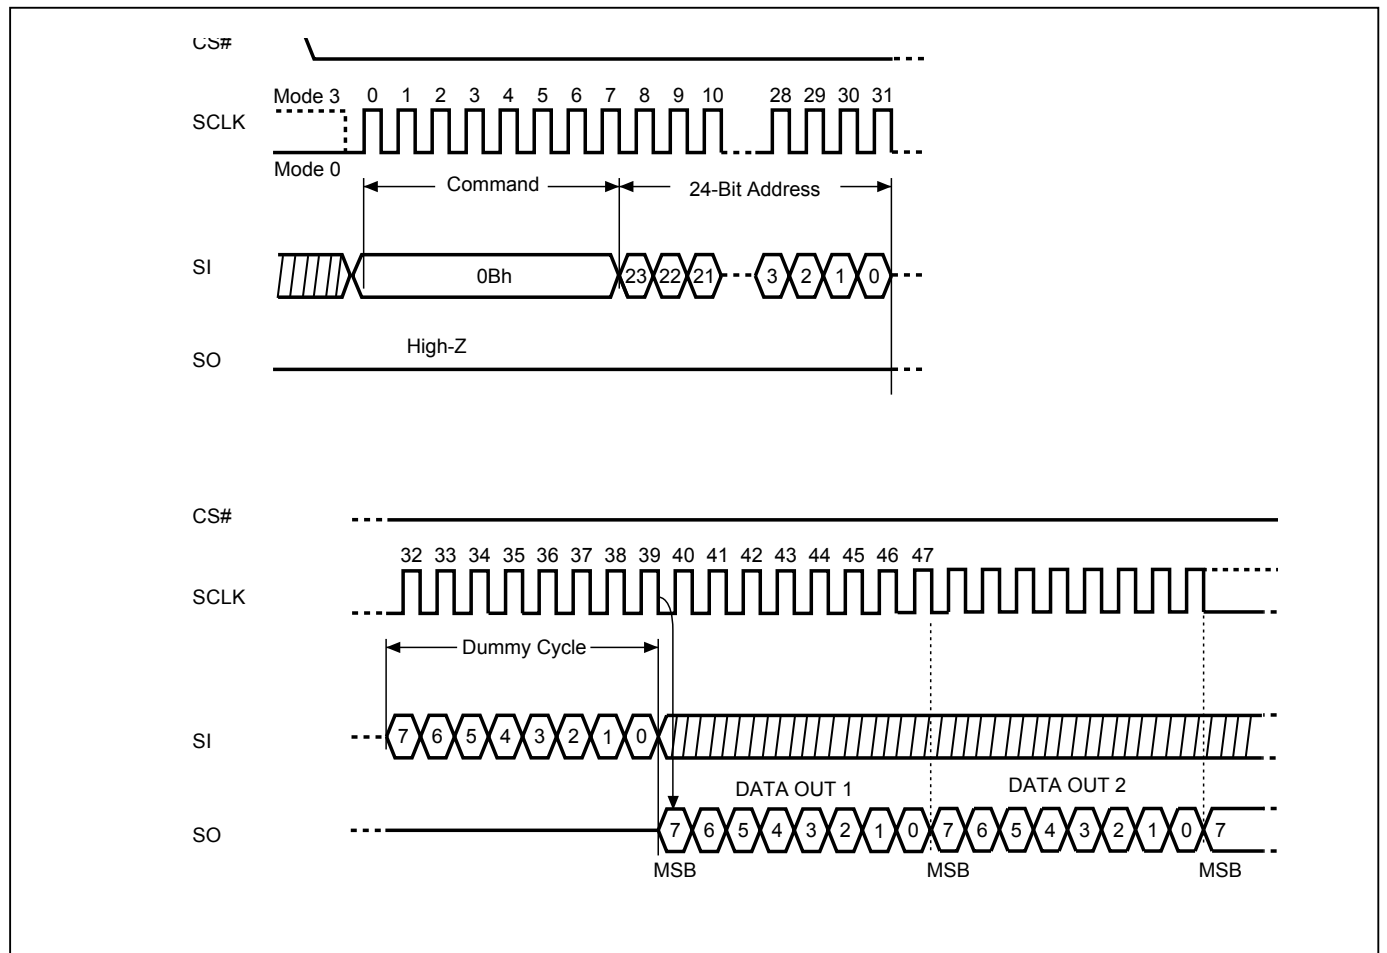 CS#
Mode 3 0 1 2 3 4 5 6 7 8 9 10 28 29 30 31
SCLK
Mode 0
Command 24-Bit Address
SI 0Bh 23 22 21 3 2 1 0
High-Z
SO
CS#
32 33 34 35 36 37 38 39 40 41 42 43 44 45 46 47
SCLK
Dummy Cycle
SI 7 6 5 4 3 2 1 0
DATA OUT 1 DATA OUT 2
SO 7 6 5 4 3 2 1 0 7 6 5 4 3 2 1 0 7
MSB MSB MSB